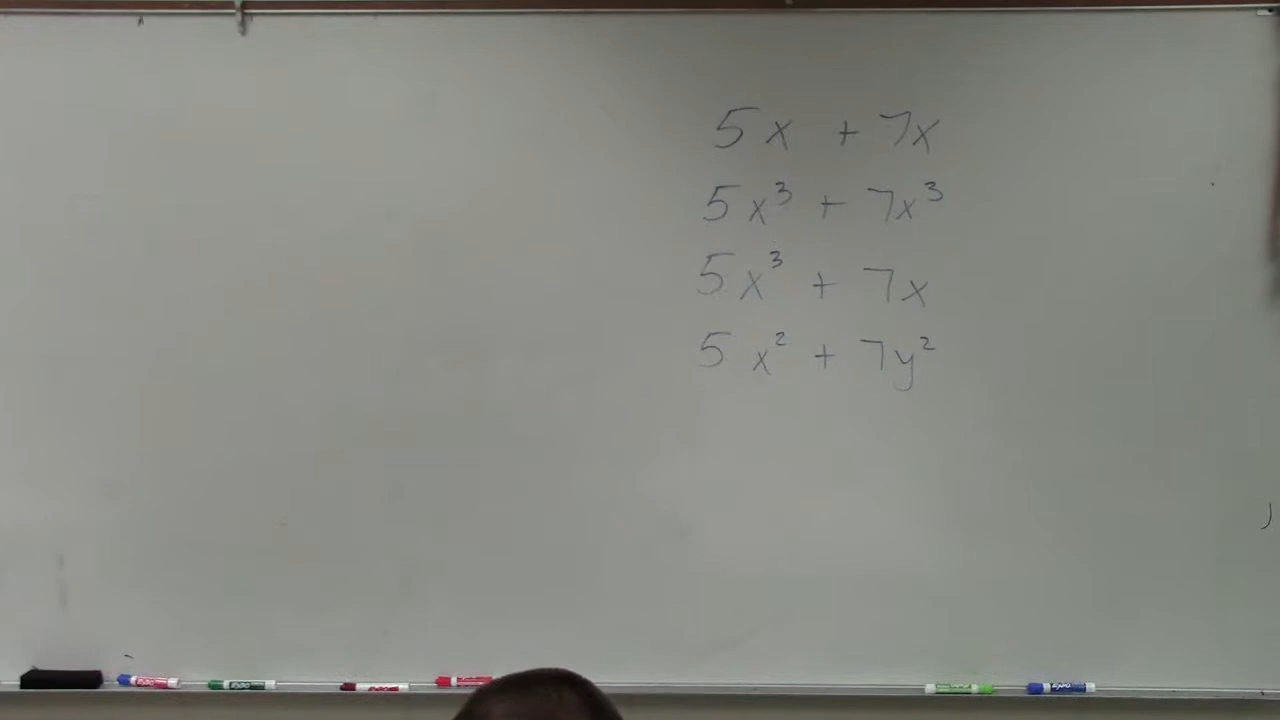 5x + 7x
5x³ + 7x³
5x³ + 7x
5x² + 7y²